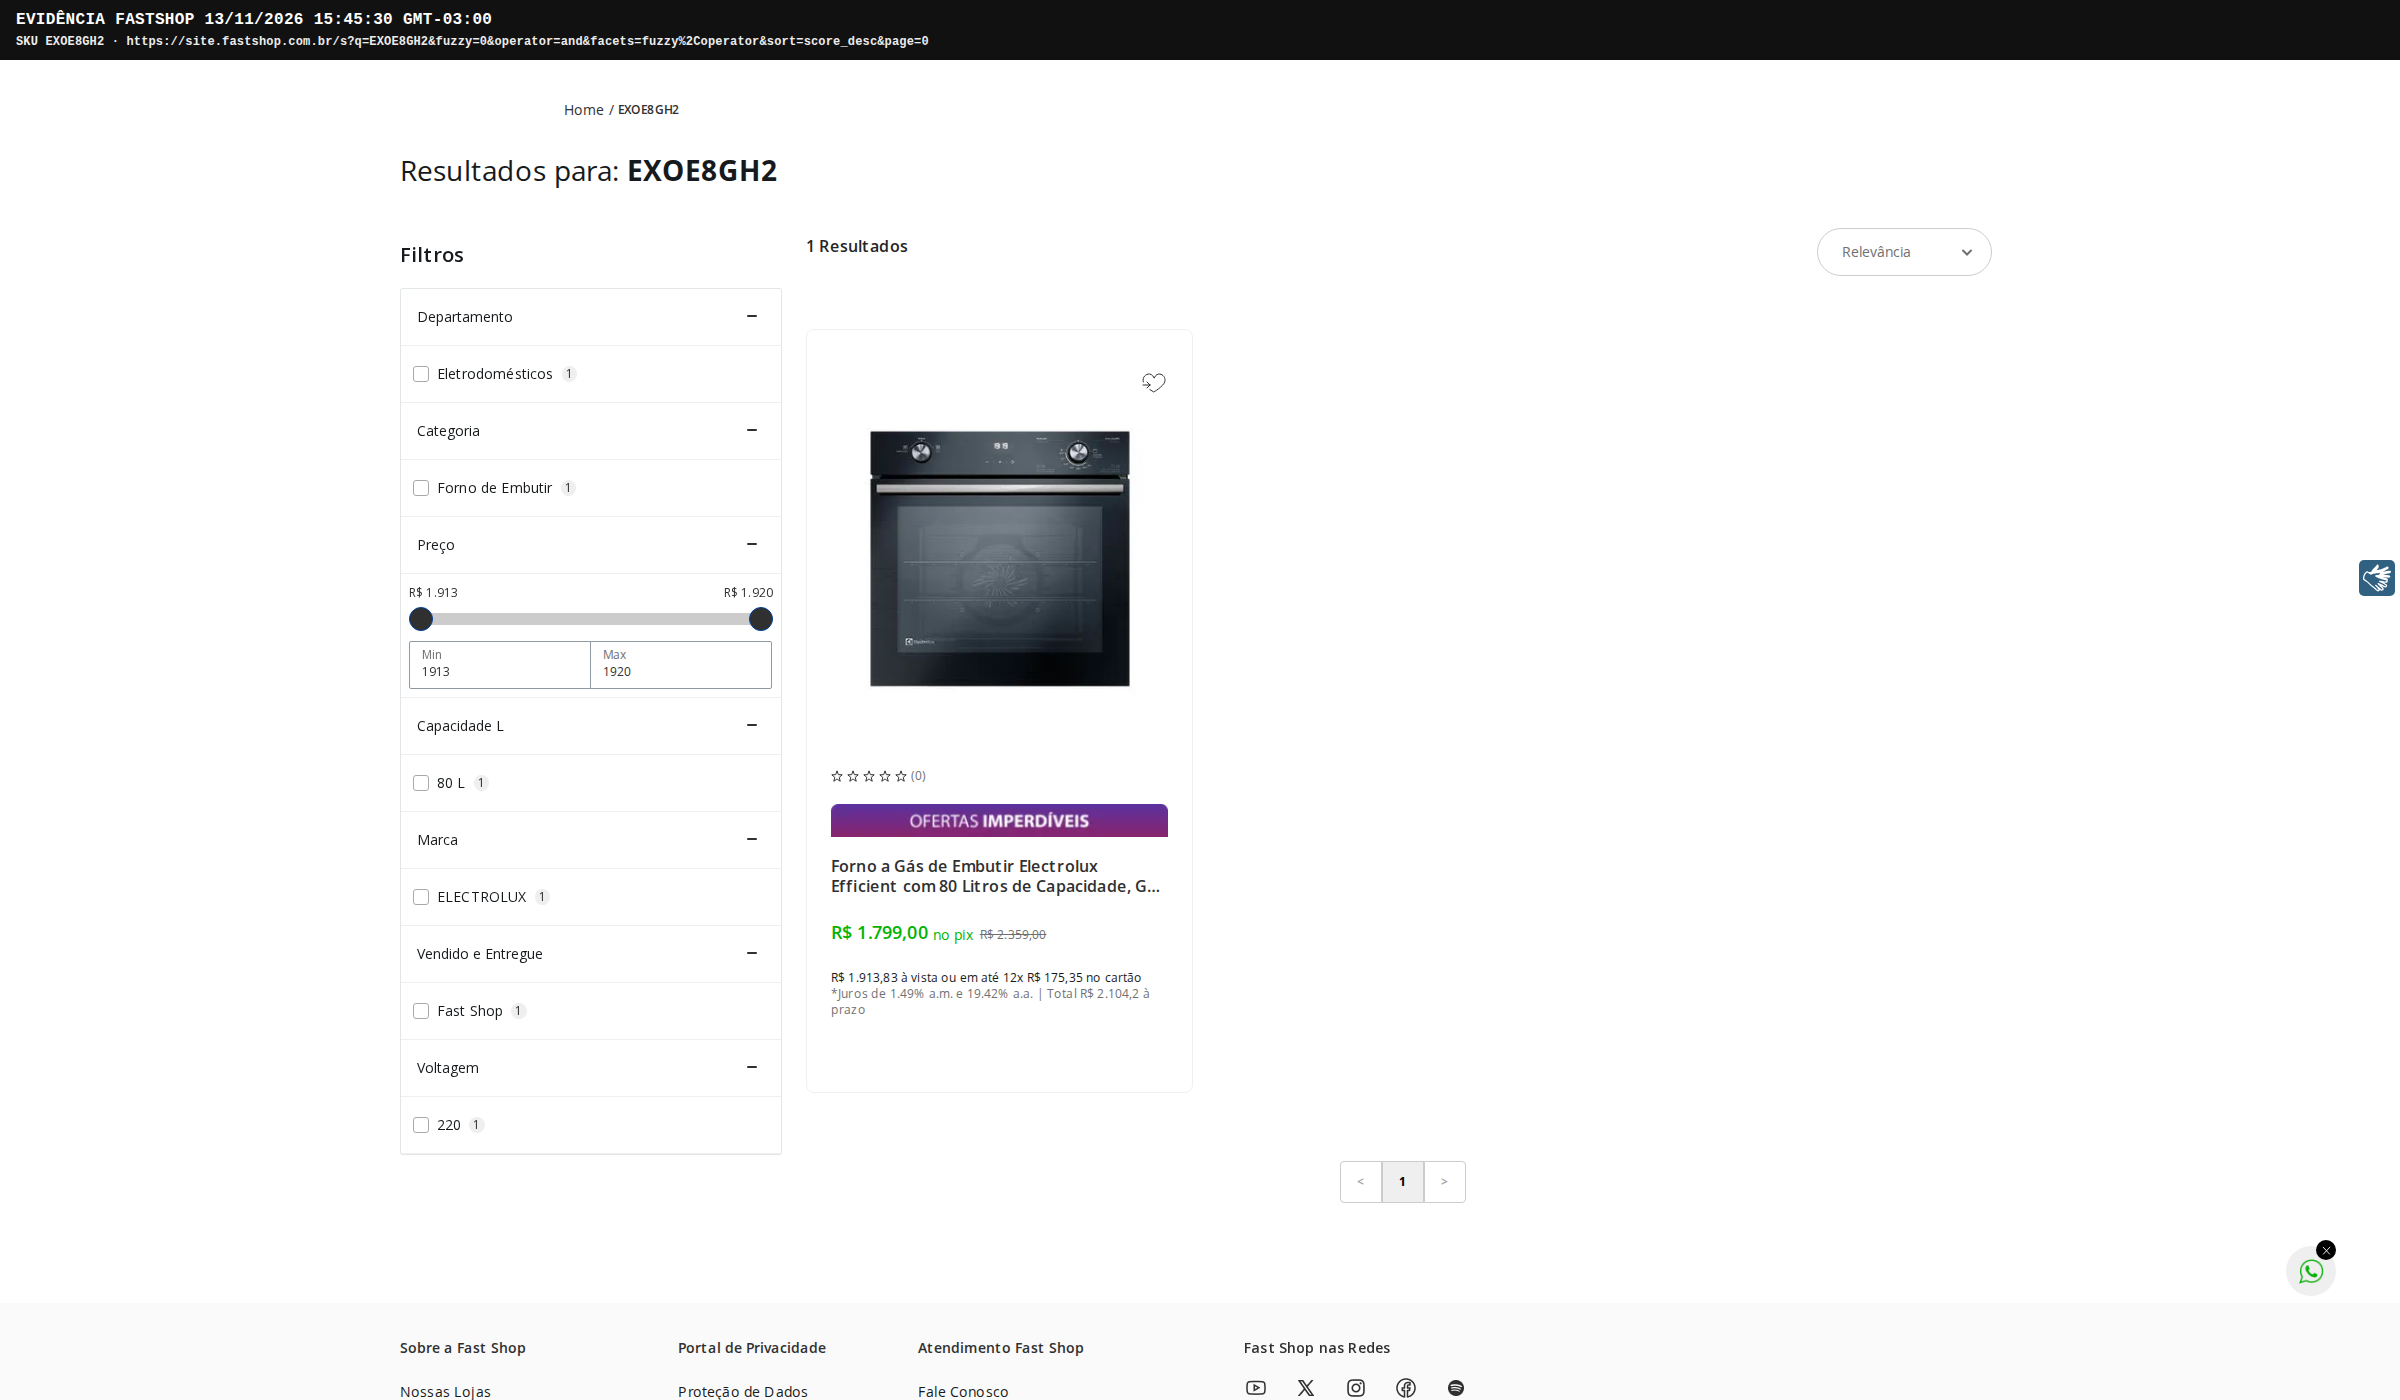 EVIDÊNCIA FASTSHOP 13/11/2026 15:45:30 GMT-03:00
SKU EXOE8GH2 · https://site.fastshop.com.br/s?q=EXOE8GH2&fuzzy=0&operator=and&facets=fuzzy%2Coperator&sort=score_desc&page=0
Home / EXOE8GH2
Resultados para: EXOE8GH2
Filtros
1 Resultados
Relevância
Departamento
Eletrodomésticos 1
Categoria
Forno de Embutir 1
Preço
R$ 1.913 R$ 1.920
Min Max
1913 1920
Capacidade L
80 L 1
Marca
ELECTROLUX 1
Vendido e Entregue
Fast Shop 1
Voltagem
220 1
(0)
OFERTAS IMPERDÍVEIS
Forno a Gás de Embutir Electrolux
Efficient com 80 Litros de Capacidade, G...
R$ 1.799,00 no pix R$ 2.359,00
R$ 1.913,83 à vista ou em até 12x R$ 175,35 no cartão
*Juros de 1.49% a.m. e 19.42% a.a. | Total R$ 2.104,2 à
prazo
< 1 >
Sobre a Fast Shop
Portal de Privacidade
Atendimento Fast Shop
Fast Shop nas Redes
Nossas Lojas
Proteção de Dados
Fale Conosco